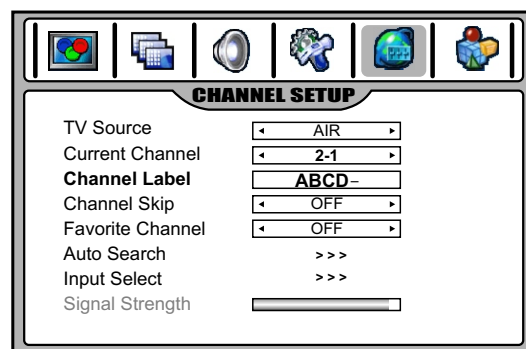 CHANNEL SETUP
TV Source AIR
Current Channel 2-1
Channel Label ABCD–
Channel Skip OFF
Favorite Channel OFF
Auto Search >>>
Input Select >>>
Signal Strength